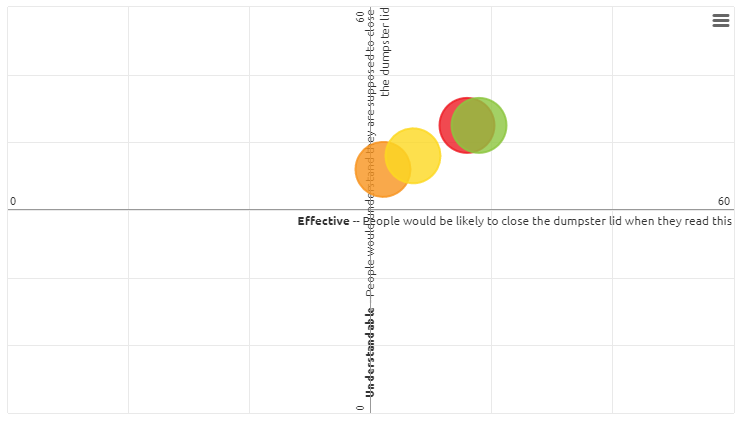 60
Understandable -- People would understand they are supposed to close
the dumpster lid
0
60
Effective -- People would be likely to close the dumpster lid when they read this
0